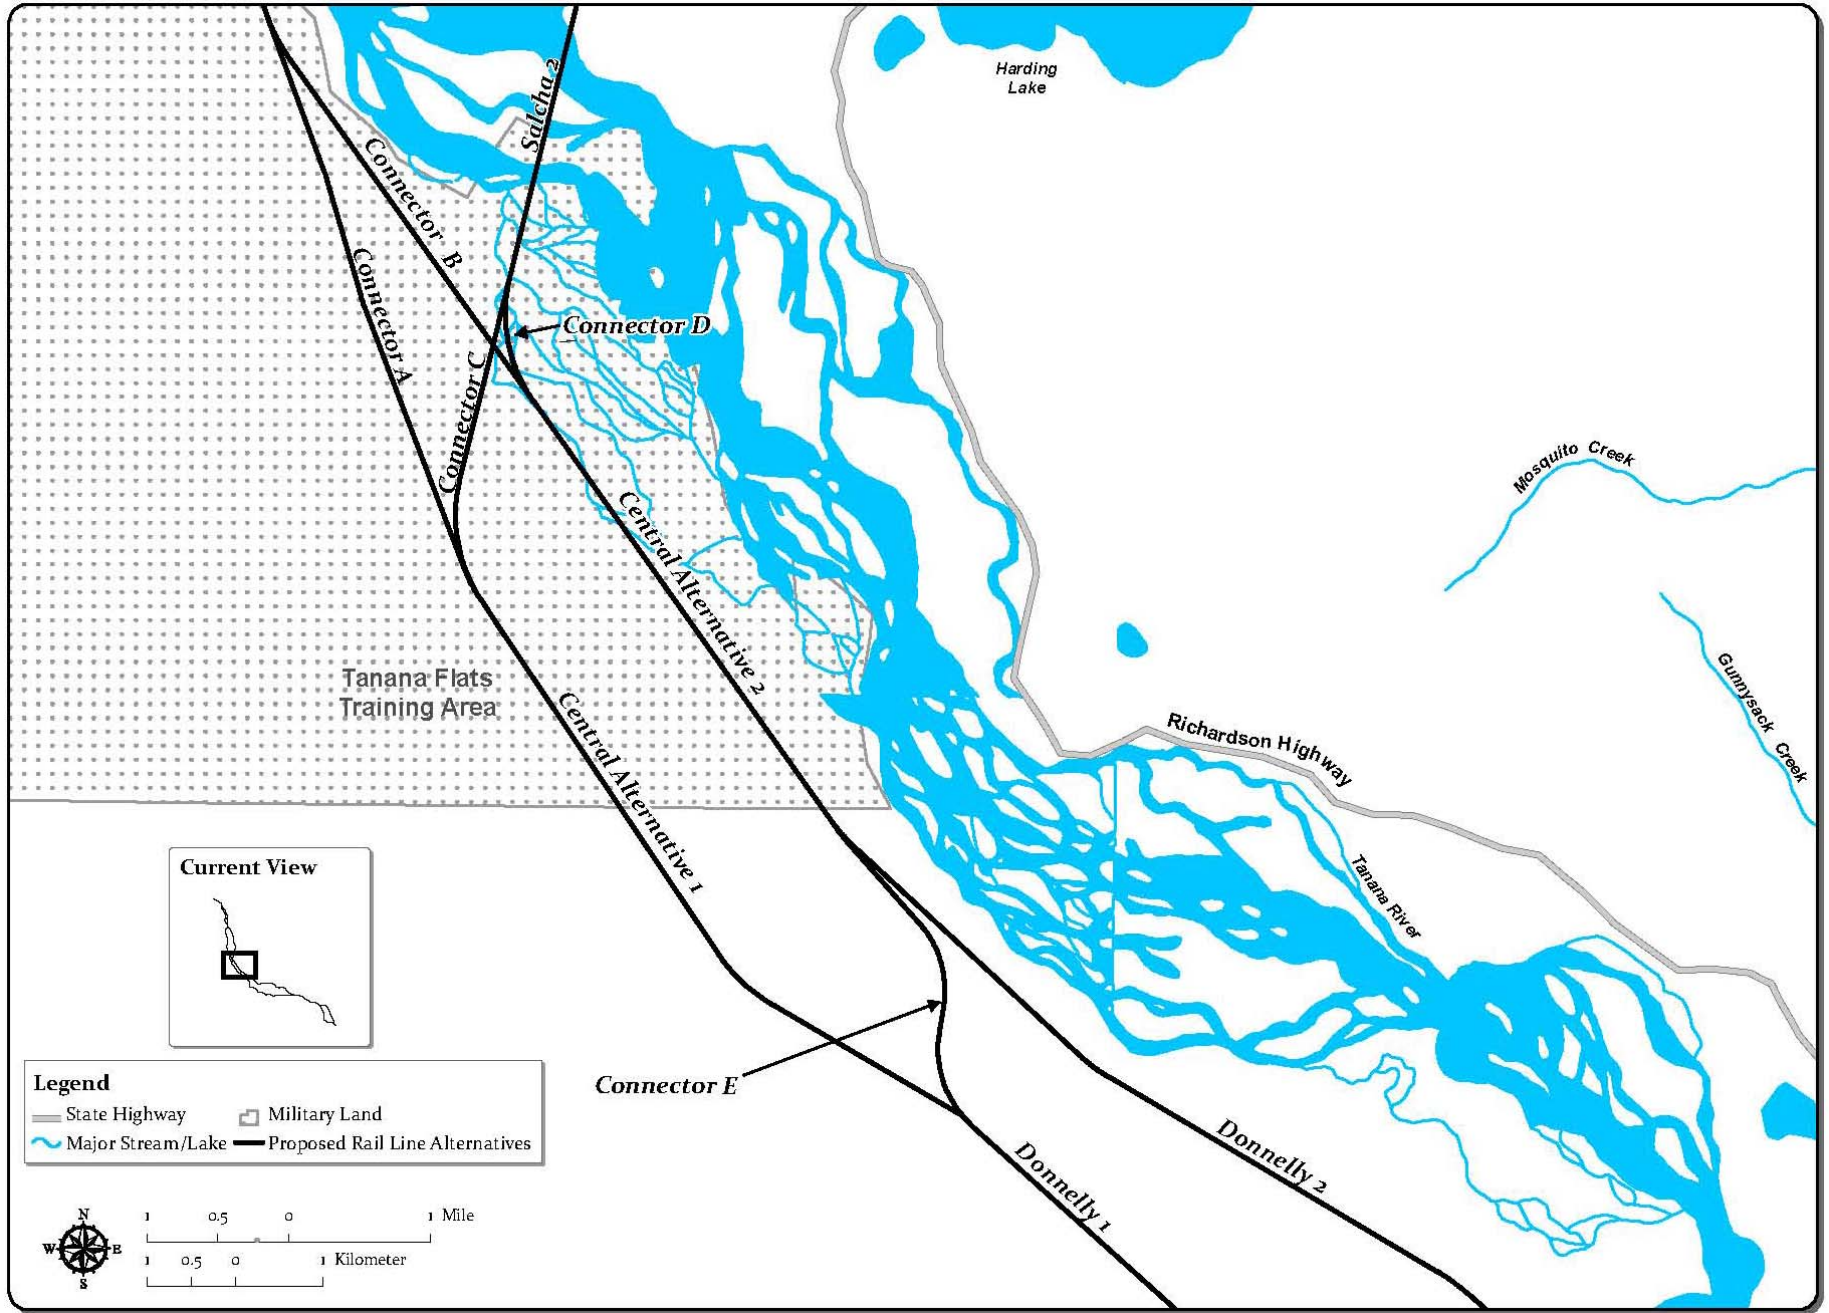 Harding
Lake
Salcha 2
Connector B
Connector A
Connector D
Connector C
Mosquito Creek
Central Alternative 2
Gunnysack Creek
Tanana Flats
Training Area
Central Alternative 1
Richardson Highway
Tanana River
Current View
Connector E
Legend
State Highway
Military Land
Major Stream/Lake
Proposed Rail Line Alternatives
Donnelly 2
Donnelly 1
N
W
E
S
1 0.5 0 1 Mile
1 0.5 0 1 Kilometer